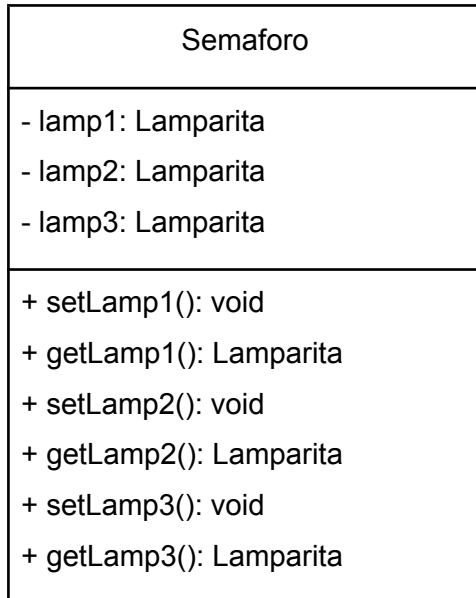 Semaforo
- lamp1: Lamparita
- lamp2: Lamparita
- lamp3: Lamparita
+ setLamp1(): void
+ getLamp1(): Lamparita
+ setLamp2(): void
+ getLamp2(): Lamparita
+ setLamp3(): void
+ getLamp3(): Lamparita